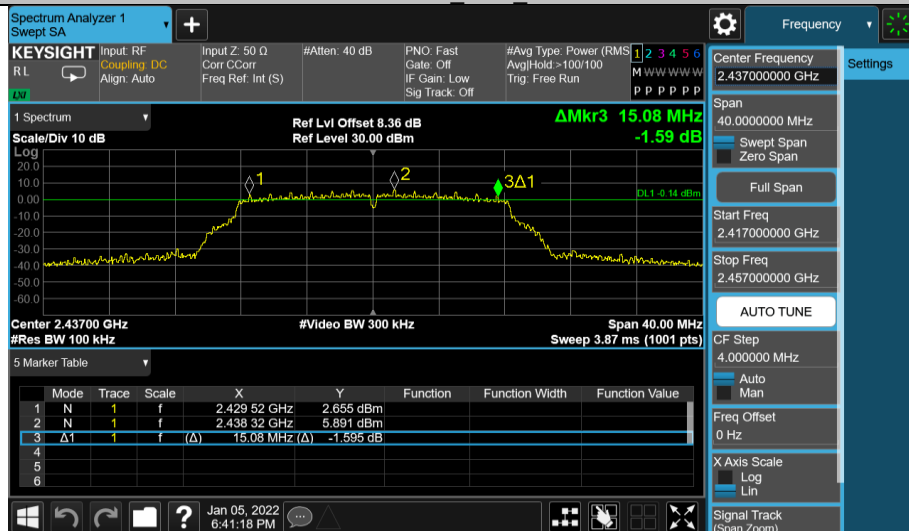 Spectrum Analyzer 1
Swept SA
+
Frequency
KEYSIGHT
R L
LXI
Input: RF
Coupling: DC
Align: Auto
Input Z: 50 Ω
Corr CCorr
Freq Ref: Int (S)
#Atten: 40 dB
PNO: Fast
Gate: Off
IF Gain: Low
Sig Track: Off
#Avg Type: Power (RMS
Avg|Hold:>100/100
Trig: Free Run
1 2 3 4 5 6
M W W W W W
P P P P P P
1 Spectrum
Scale/Div 10 dB
Ref Lvl Offset 8.36 dB
Ref Level 30.00 dBm
ΔMkr3 15.08 MHz
-1.59 dB
Log
20.0
10.0
0.00
-10.0
-20.0
-30.0
-40.0
-50.0
-60.0
1
2
3Δ1
DL1 -0.14 dBm
Center 2.43700 GHz
#Res BW 100 kHz
#Video BW 300 kHz
Span 40.00 MHz
Sweep 3.87 ms (1001 pts)
5 Marker Table
Mode Trace Scale X Y Function Function Width Function Value
1 N 1 f 2.429 52 GHz 2.655 dBm
2 N 1 f 2.438 32 GHz 5.891 dBm
3 Δ1 1 f (Δ) 15.08 MHz (Δ) -1.595 dB
4
5
6
?
Jan 05, 2022
6:41:18 PM
Center Frequency
2.437000000 GHz
Span
40.0000000 MHz
Swept Span
Zero Span
Full Span
Start Freq
2.417000000 GHz
Stop Freq
2.457000000 GHz
AUTO TUNE
CF Step
4.000000 MHz
Auto
Man
Freq Offset
0 Hz
X Axis Scale
Log
Lin
Signal Track
(Span Zoom)
Settings